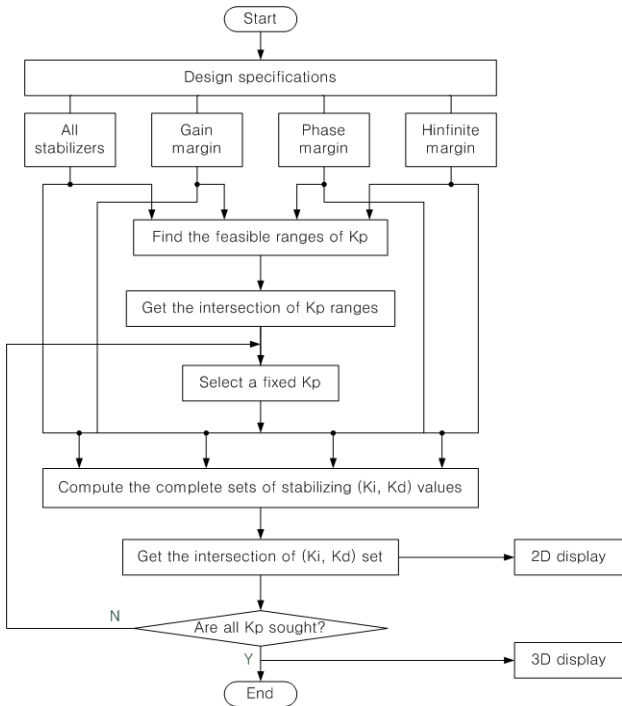 Start
Design specifications
All
stabilizers
Gain
margin
Phase
margin
Hinfinite
margin
Find the feasible ranges of Kp
Get the intersection of Kp ranges
Select a fixed Kp
Compute the complete sets of stabilizing (Ki, Kd) values
Get the intersection of (Ki, Kd) set
2D display
N
Are all Kp sought?
Y
3D display
End